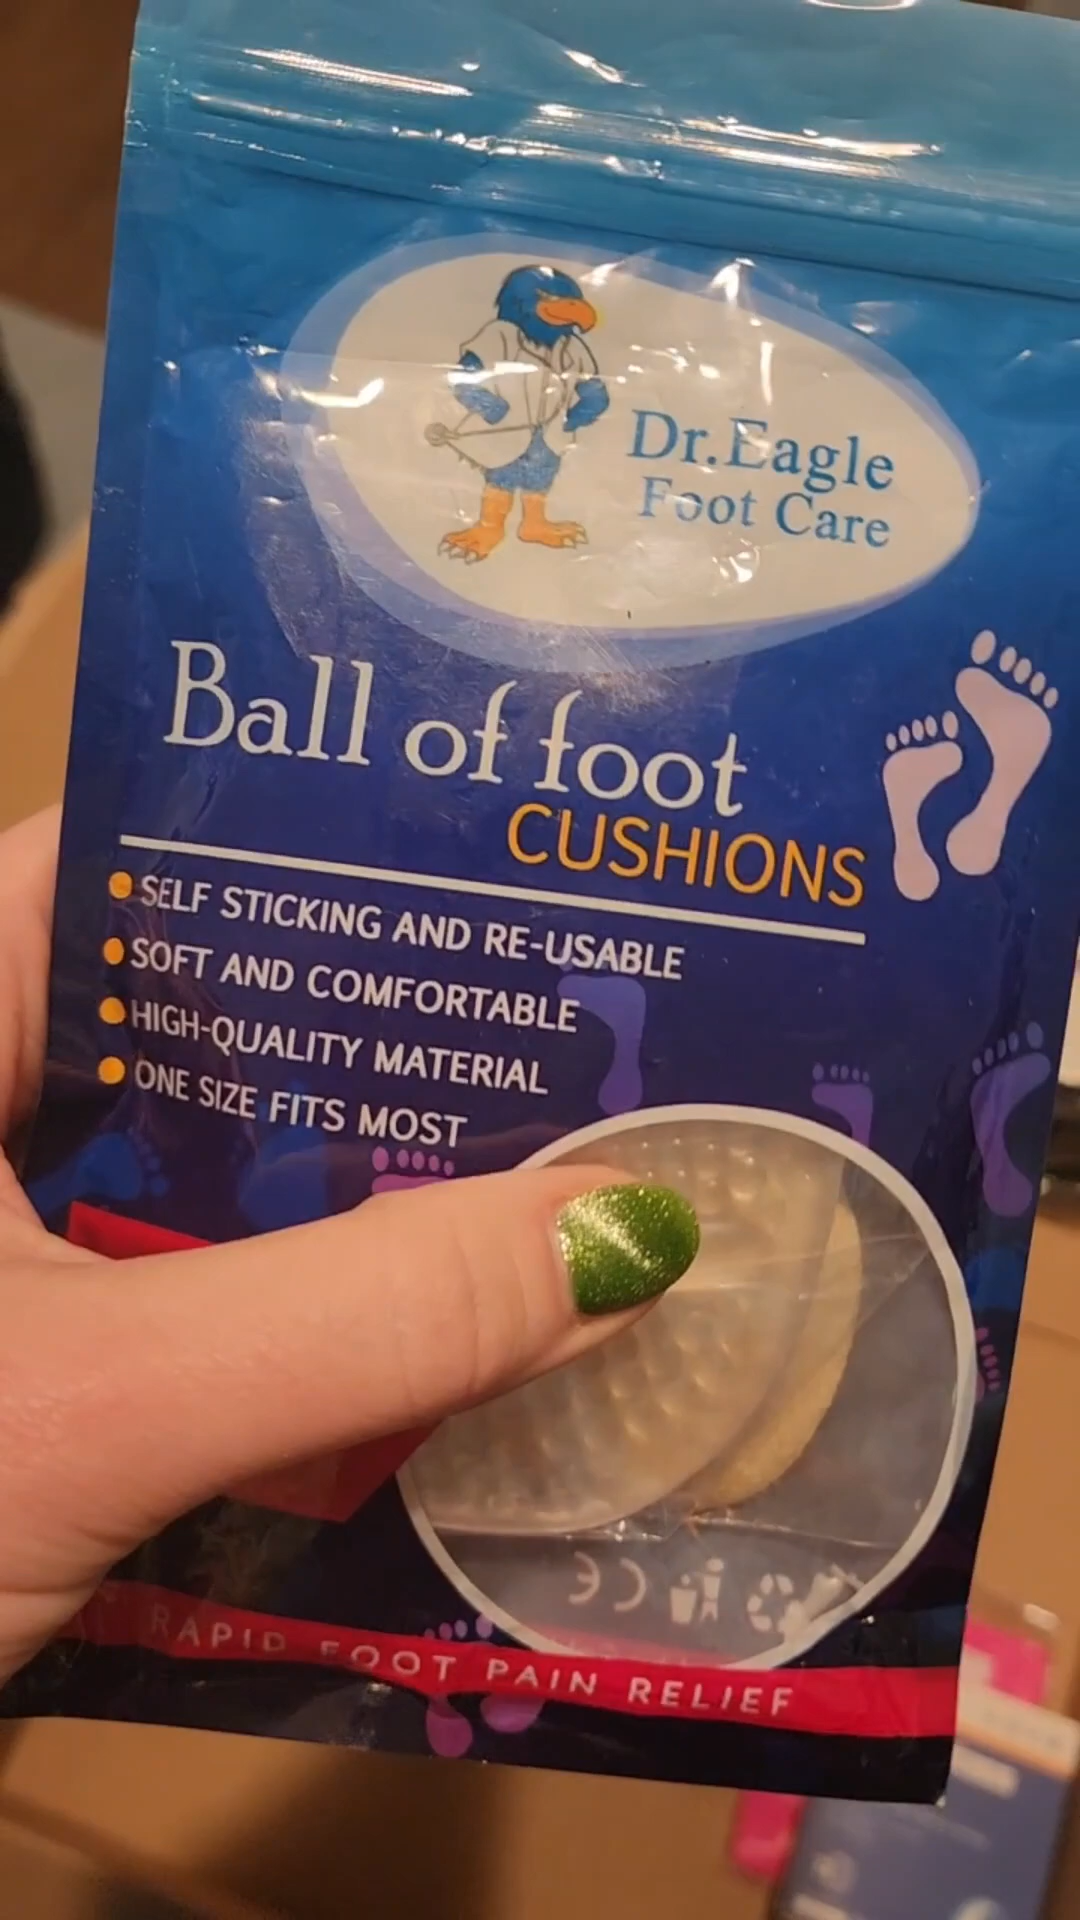 Dr.Eagle
Foot Care
Ball of foot
CUSHIONS
SELF STICKING AND RE-USABLE
SOFT AND COMFORTABLE
HIGH-QUALITY MATERIAL
ONE SIZE FITS MOST
CE
RAPID FOOT PAIN RELIEF